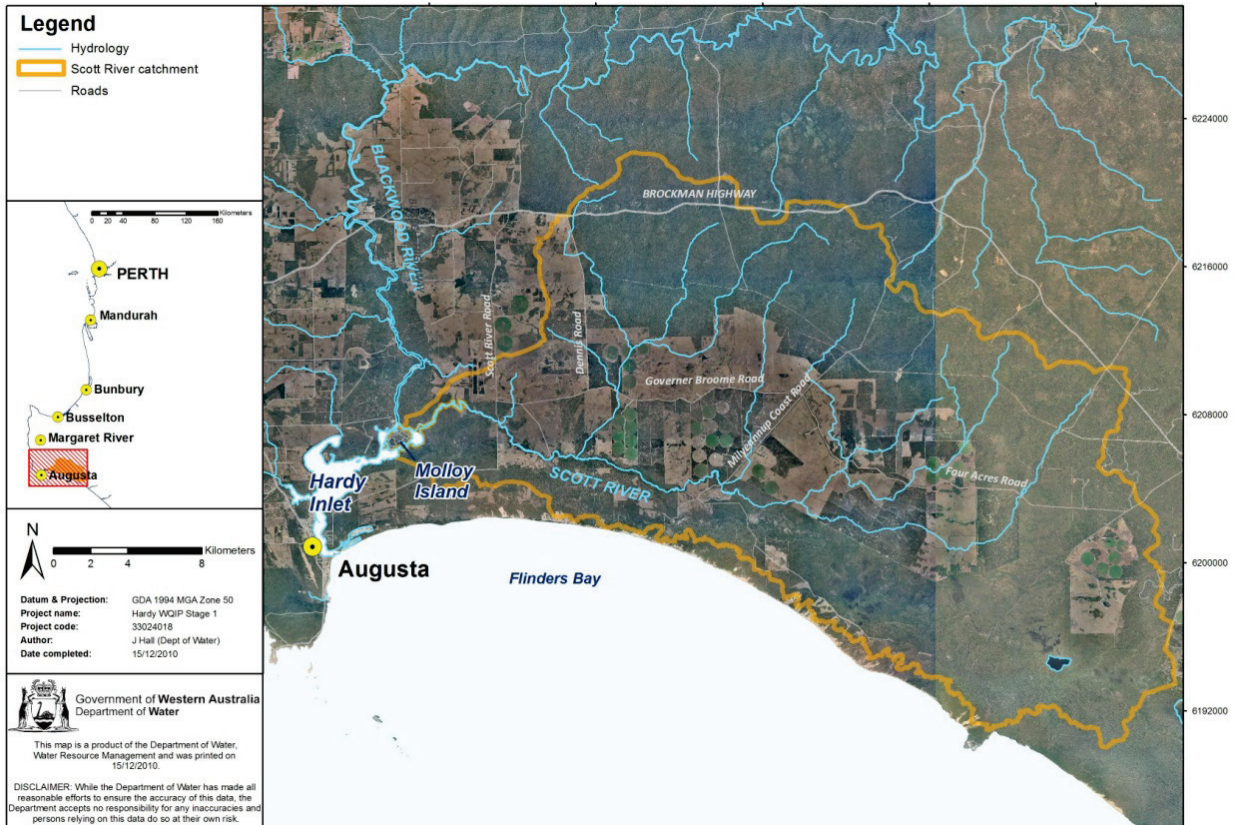 Legend
Hydrology
Scott River catchment
Roads
0 20 40 80 120 160 Kilometers
PERTH
Mandurah
Bunbury
Busselton
Margaret River
Augusta
N
0 2 4 8 Kilometers
Datum & Projection: GDA 1994 MGA Zone 50
Project name: Hardy WQIP Stage 1
Project code: 33024018
Author: J Hall (Dept of Water)
Date completed: 15/12/2010
Government of Western Australia
Department of Water
This map is a product of the Department of Water,
Water Resource Management and was printed on
15/12/2010.
DISCLAIMER: While the Department of Water has made all
reasonable efforts to ensure the accuracy of this data, the
Department accepts no responsibility for any inaccuracies and
persons relying on this data do so at their own risk.
BLACKWOOD RIVER
BROCKMAN HIGHWAY
Scott River Road
Dennis Road
Governer Broome Road
Milyeannup Coast Road
Four Acres Road
SCOTT RIVER
Molloy
Island
Hardy
Inlet
Augusta
Flinders Bay
6224000
6216000
6208000
6200000
6192000